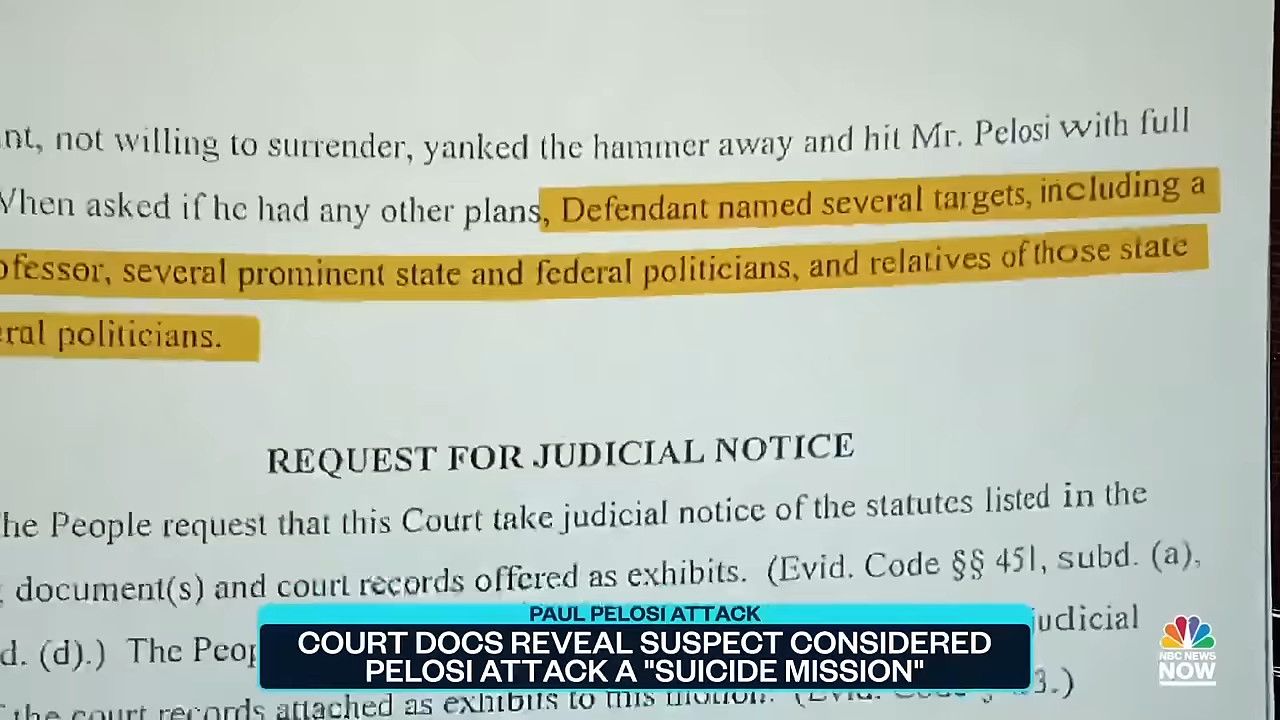 nt, not willing to surrender, yanked the hammer away and hit Mr. Pelosi with full
When asked if he had any other plans, Defendant named several targets, including a
ofessor, several prominent state and federal politicians, and relatives of those state
eral politicians.
REQUEST FOR JUDICIAL NOTICE
he People request that this Court take judicial notice of the statutes listed in the
document(s) and court records offered as exhibits. (Evid. Code §§ 451, subd. (a),
d. (d).) The Peop judicial
the court records attached as exhibits to this motion. (Evid. Code 3.)
PAUL PELOSI ATTACK
COURT DOCS REVEAL SUSPECT CONSIDERED
PELOSI ATTACK A "SUICIDE MISSION"
NBC NEWS
NOW